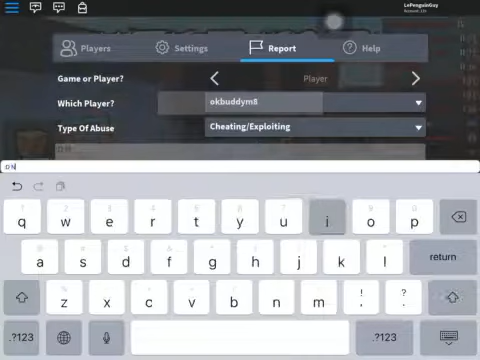 LePenguinGuy
Players
Settings
Report
Help
Game or Player?
Player
Which Player?
okbuddym8
Type Of Abuse
Cheating/Exploiting
q w e r t y u i o p
a s d f g h j k l
return
z x c v b n m ! , ? .
.?123
.?123